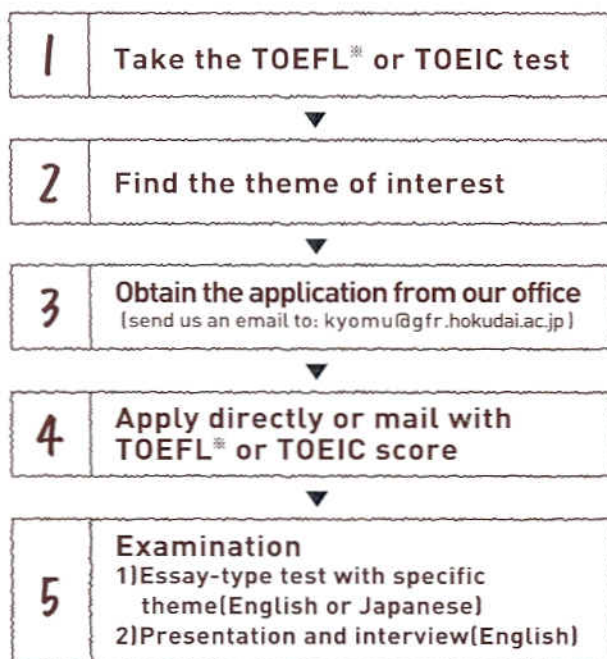 1
Take the TOEFL※ or TOEIC test
2
Find the theme of interest
3
Obtain the application from our office
(send us an email to: kyomu@gfr.hokudai.ac.jp)
4
Apply directly or mail with
TOEFL※ or TOEIC score
5
Examination
1)Essay-type test with specific
theme(English or Japanese)
2)Presentation and interview(English)